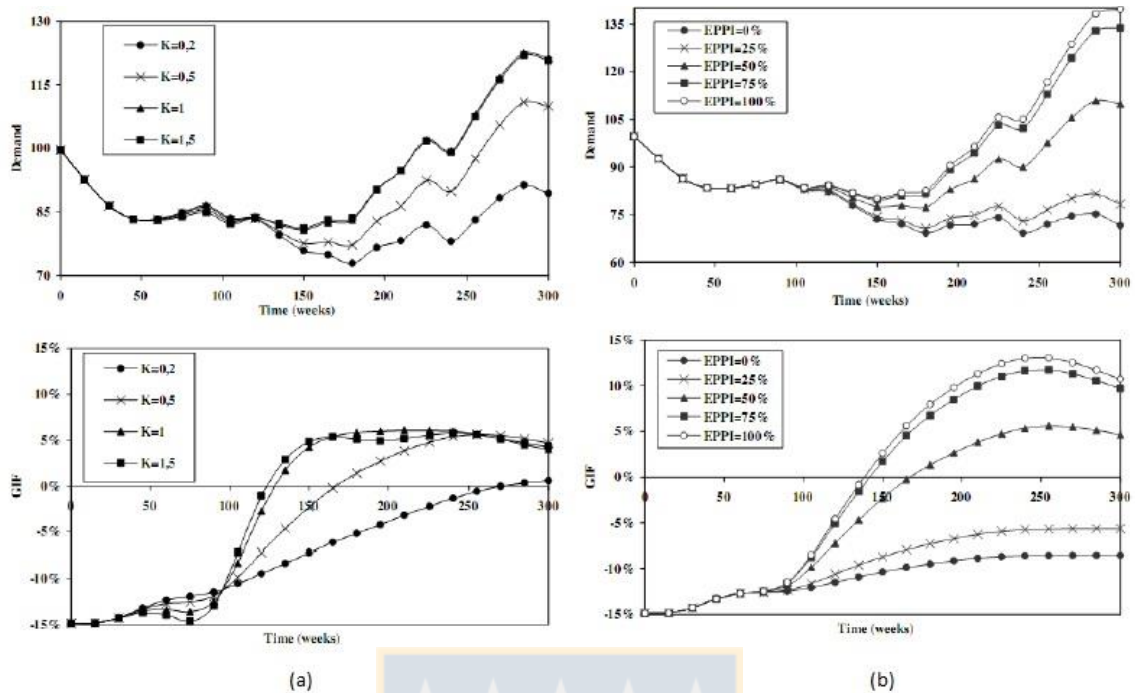 130
115
100
85
70
Demand
K=0,2
K=0,5
K=1
K=1,5
0 50 100 150 200 250 300
Time (weeks)
135
120
105
90
75
60
Demand
EPPI=0%
EPPI=25%
EPPI=50%
EPPI=75%
EPPI=100%
0 50 100 150 200 250 300
Time (weeks)
15%
10%
5%
0%
-5%
-10%
-15%
GIF
K=0,2
K=0,5
K=1
K=1,5
0 50 100 150 200 250 300
Time (weeks)
15%
10%
5%
0%
-5%
-10%
-15%
GIF
EPPI=0%
EPPI=25%
EPPI=50%
EPPI=75%
EPPI=100%
0 50 100 150 200 250 300
Time (weeks)
(a)
(b)